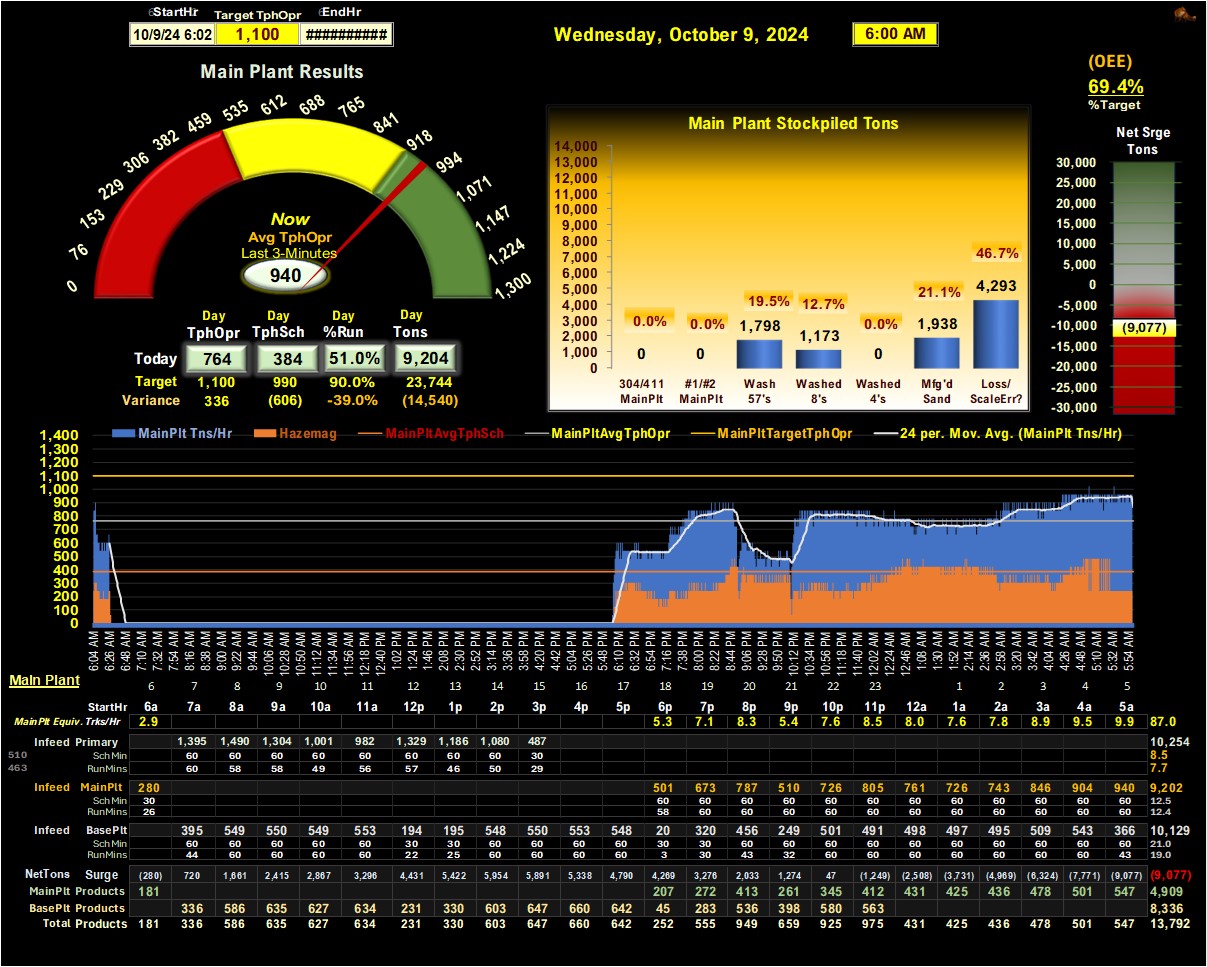 StartHr Target TphOpr EndHr
10/9/24 6:02 1,100 ##########
Wednesday, October 9, 2024 6:00 AM
(OEE)
69.4%
%Target
Main Plant Results
0 76 153 229 306 382 459 535 612 688 765 841 918 994 1,071 1,147 1,224 1,300
Now
Avg TphOpr
Last 3-Minutes
940
Day Day Day Day
TphOpr TphSch %Run Tons
Today 764 384 51.0% 9,204
Target 1,100 990 90.0% 23,744
Variance 336 (606) -39.0% (14,540)
Main Plant Stockpiled Tons
14,000
13,000
12,000
11,000
10,000
9,000
8,000
7,000
6,000
5,000
4,000
3,000
2,000
1,000
0
0.0% 0.0% 19.5% 12.7% 0.0% 21.1% 46.7%
0 0 1,798 1,173 0 1,938 4,293
304/411 #1/#2 Wash Washed Washed Mfg'd Loss/
MainPlt MainPlt 57's 8's 4's Sand ScaleErr?
Net Srge
Tons
30,000
25,000
20,000
15,000
10,000
5,000
0
-5,000
-10,000
-15,000
-20,000
-25,000
-30,000
(9,077)
MainPlt Tns/Hr Hazemag MainPltAvgTphSch MainPltAvgTphOpr MainPltTargetTphOpr 24 per. Mov. Avg. (MainPlt Tns/Hr)
1,400
1,300
1,200
1,100
1,000
900
800
700
600
500
400
300
200
100
0
6:04 AM 6:26 AM 6:48 AM 7:10 AM 7:32 AM 7:54 AM 8:16 AM 8:38 AM 9:00 AM 9:22 AM 9:44 AM 10:06 AM 10:28 AM 10:50 AM 11:12 AM 11:34 AM 11:56 AM 12:18 PM 12:40 PM 1:02 PM 1:24 PM 1:46 PM 2:08 PM 2:30 PM 2:52 PM 3:14 PM 3:36 PM 3:58 PM 4:20 PM 4:42 PM 5:04 PM 5:26 PM 5:48 PM 6:10 PM 6:32 PM 6:54 PM 7:16 PM 7:38 PM 8:00 PM 8:22 PM 8:44 PM 9:06 PM 9:28 PM 9:50 PM 10:12 PM 10:34 PM 10:56 PM 11:18 PM 11:40 PM 12:02 AM 12:24 AM 12:46 AM 1:08 AM 1:30 AM 1:52 AM 2:14 AM 2:36 AM 2:58 AM 3:20 AM 3:42 AM 4:04 AM 4:26 AM 4:48 AM 5:10 AM 5:32 AM 5:54 AM
Main Plant 6 7 8 9 10 11 12 13 14 15 16 17 18 19 20 21 22 23 1 2 3 4 5
StartHr 6a 7a 8a 9a 10a 11a 12p 1p 2p 3p 4p 5p 6p 7p 8p 9p 10p 11p 12a 1a 2a 3a 4a 5a
MainPlt Equiv. Trks/Hr 2.9 5.3 7.1 8.3 5.4 7.6 8.5 8.0 7.6 7.8 8.9 9.5 9.9 87.0
Infeed Primary 1,395 1,490 1,304 1,001 982 1,329 1,186 1,080 487 10,254
510 SchMin 60 60 60 60 60 60 60 60 30 8.5
463 RunMins 60 58 58 49 56 57 46 50 29 7.7
Infeed MainPlt 280 501 673 787 510 726 805 761 726 743 846 904 940 9,202
SchMin 30 60 60 60 60 60 60 60 60 60 60 60 60 12.5
RunMins 26 58 60 60 60 60 60 60 60 60 60 60 60 12.4
Infeed BasePlt 395 549 550 549 553 194 195 548 550 553 548 20 320 456 249 501 491 498 497 495 509 543 366 10,129
SchMin 60 60 60 60 60 30 30 60 60 60 60 30 30 60 60 60 60 60 60 60 60 60 60 21.0
RunMins 44 60 60 60 60 22 25 60 60 60 60 3 30 43 32 60 60 60 60 60 60 60 43 19.0
NetTons Surge (280) 720 1,661 2,415 2,867 3,296 4,431 5,422 5,954 5,891 5,338 4,790 4,269 3,276 2,033 1,274 47 (1,249) (2,508) (3,731) (4,969) (6,324) (7,771) (9,077) (9,077)
MainPlt Products 181 207 272 413 261 345 412 431 425 436 478 501 547 4,909
BasePlt Products 336 586 635 627 634 231 330 603 647 660 642 45 283 536 398 580 563 8,336
Total Products 181 336 586 635 627 634 231 330 603 647 660 642 252 555 949 659 925 975 431 425 436 478 501 547 13,792